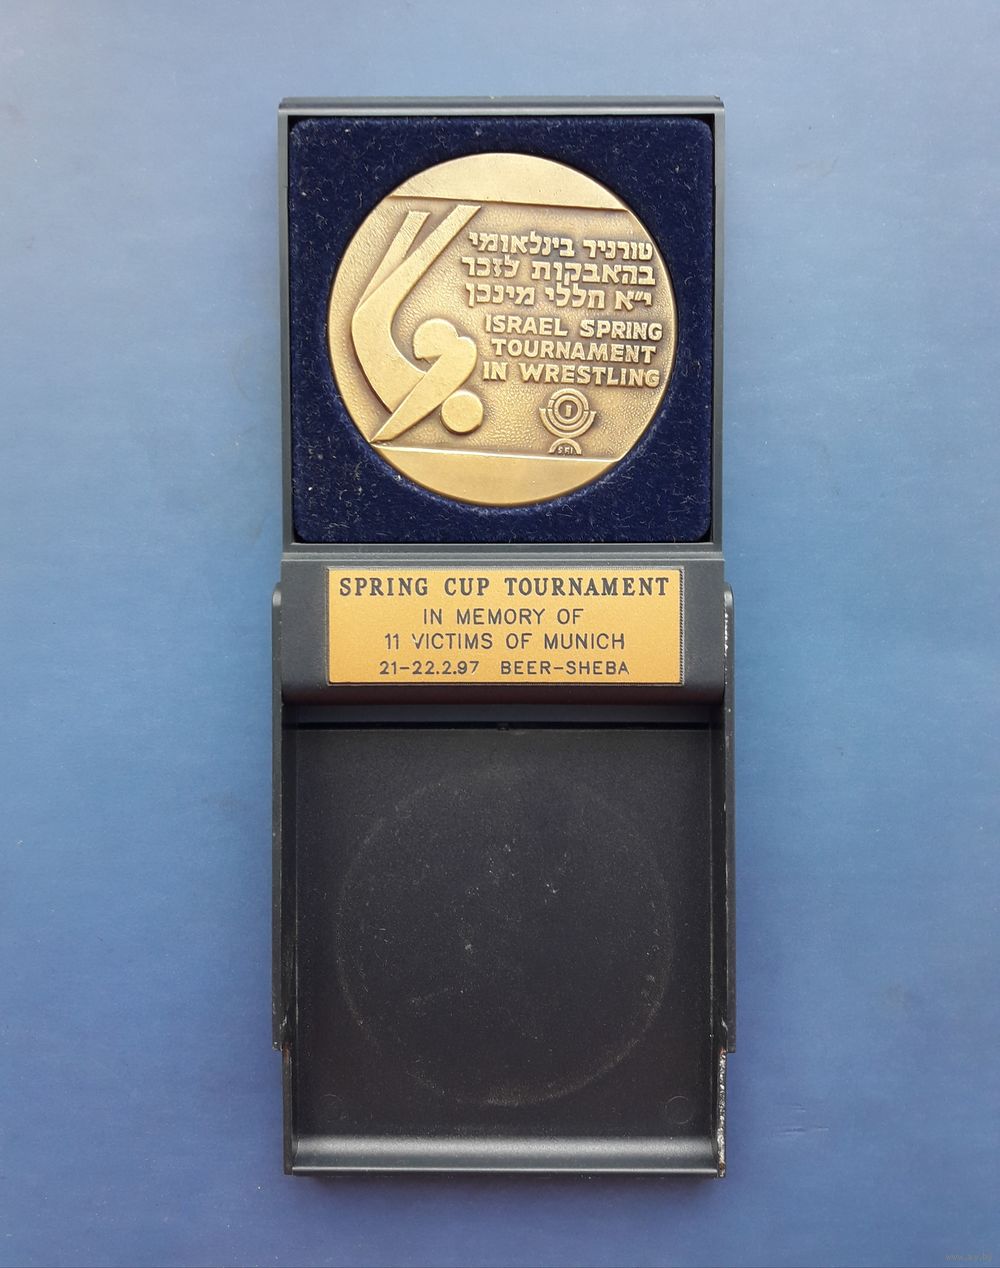 טורניר בינלאומי
בהאבקות לזכר
י"א חללי מינכן
ISRAEL SPRING
TOURNAMENT
IN WRESTLING
SFI
SPRING CUP TOURNAMENT
IN MEMORY OF
11 VICTIMS OF MUNICH
21-22.2.97 BEER-SHEBA